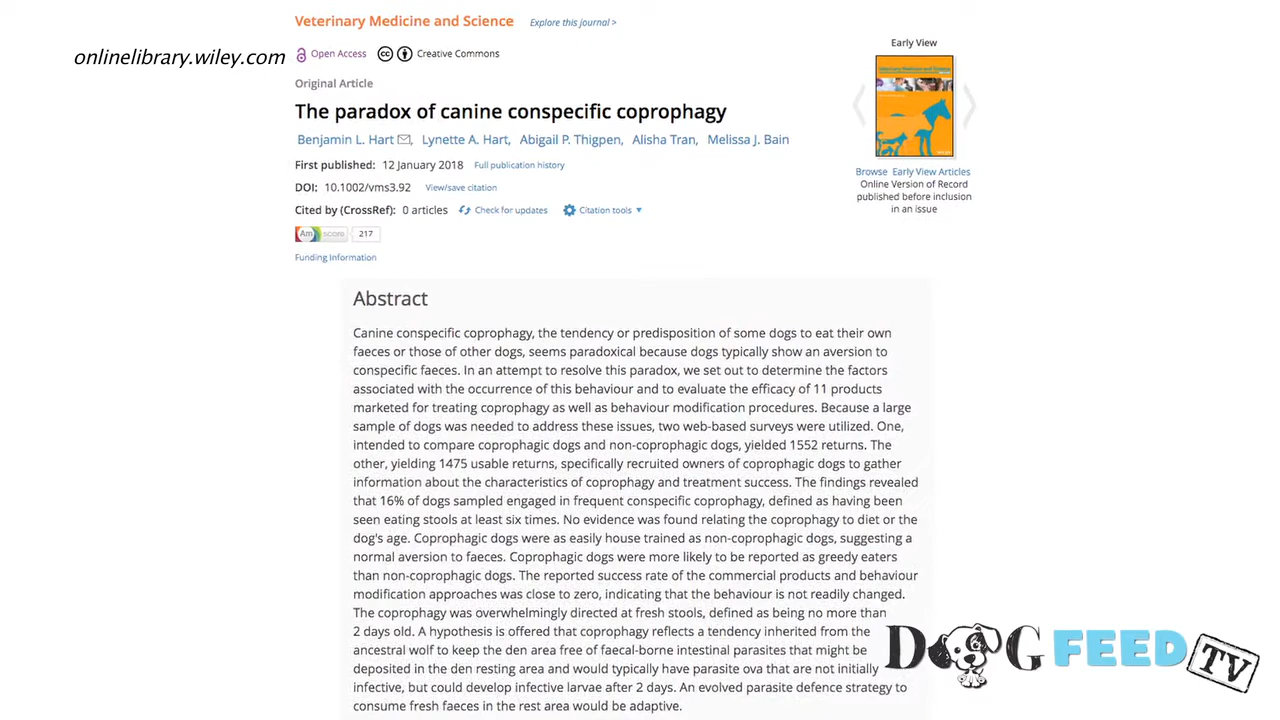 Veterinary Medicine and Science Explore this journal >
onlinelibrary.wiley.com
Open Access Creative Commons
Early View
Original Article
The paradox of canine conspecific coprophagy
Benjamin L. Hart, Lynette A. Hart, Abigail P. Thigpen, Alisha Tran, Melissa J. Bain
First published: 12 January 2018 Full publication history
DOI: 10.1002/vms3.92 View/save citation
Cited by (CrossRef): 0 articles Check for updates Citation tools
Am score 217
Funding Information
Browse Early View Articles
Online Version of Record
published before inclusion
in an issue
Abstract
Canine conspecific coprophagy, the tendency or predisposition of some dogs to eat their own
faeces or those of other dogs, seems paradoxical because dogs typically show an aversion to
conspecific faeces. In an attempt to resolve this paradox, we set out to determine the factors
associated with the occurrence of this behaviour and to evaluate the efficacy of 11 products
marketed for treating coprophagy as well as behaviour modification procedures. Because a large
sample of dogs was needed to address these issues, two web-based surveys were utilized. One,
intended to compare coprophagic dogs and non-coprophagic dogs, yielded 1552 returns. The
other, yielding 1475 usable returns, specifically recruited owners of coprophagic dogs to gather
information about the characteristics of coprophagy and treatment success. The findings revealed
that 16% of dogs sampled engaged in frequent conspecific coprophagy, defined as having been
seen eating stools at least six times. No evidence was found relating the coprophagy to diet or the
dog's age. Coprophagic dogs were as easily house trained as non-coprophagic dogs, suggesting a
normal aversion to faeces. Coprophagic dogs were more likely to be reported as greedy eaters
than non-coprophagic dogs. The reported success rate of the commercial products and behaviour
modification approaches was close to zero, indicating that the behaviour is not readily changed.
The coprophagy was overwhelmingly directed at fresh stools, defined as being no more than
2 days old. A hypothesis is offered that coprophagy reflects a tendency inherited from the
ancestral wolf to keep the den area free of faecal-borne intestinal parasites that might be
deposited in the den resting area and would typically have parasite ova that are not initially
infective, but could develop infective larvae after 2 days. An evolved parasite defence strategy to
consume fresh faeces in the rest area would be adaptive.
DOG FEED TV